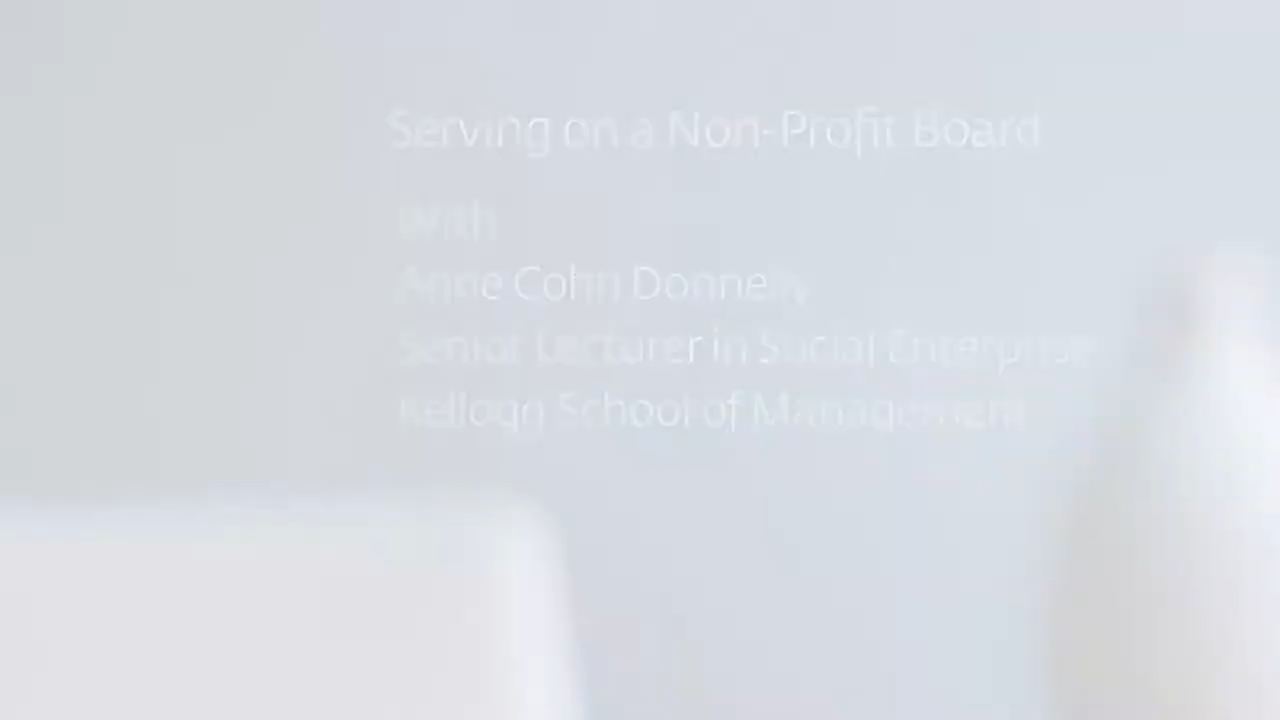 Serving on a Non-Profit Board
with
Anne Cohn Donnelly
Senior Lecturer in Social Enterprise
Kellogg School of Management